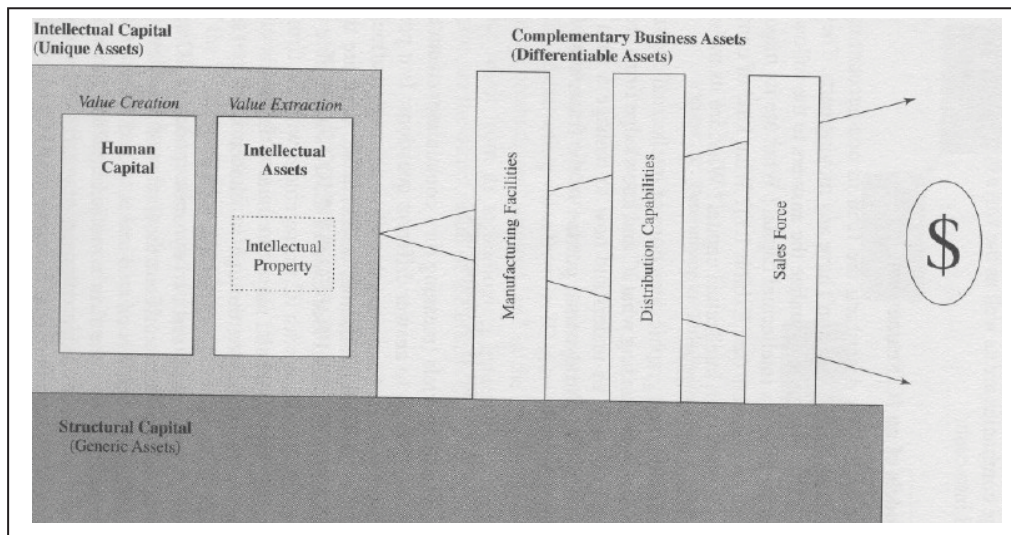 Intellectual Capital
(Unique Assets)
Complementary Business Assets
(Differentiable Assets)
Value Creation
Value Extraction
Human
Capital
Intellectual
Assets
Intellectual
Property
Manufacturing Facilities
Distribution Capabilities
Sales Force
$
Structural Capital
(Generic Assets)